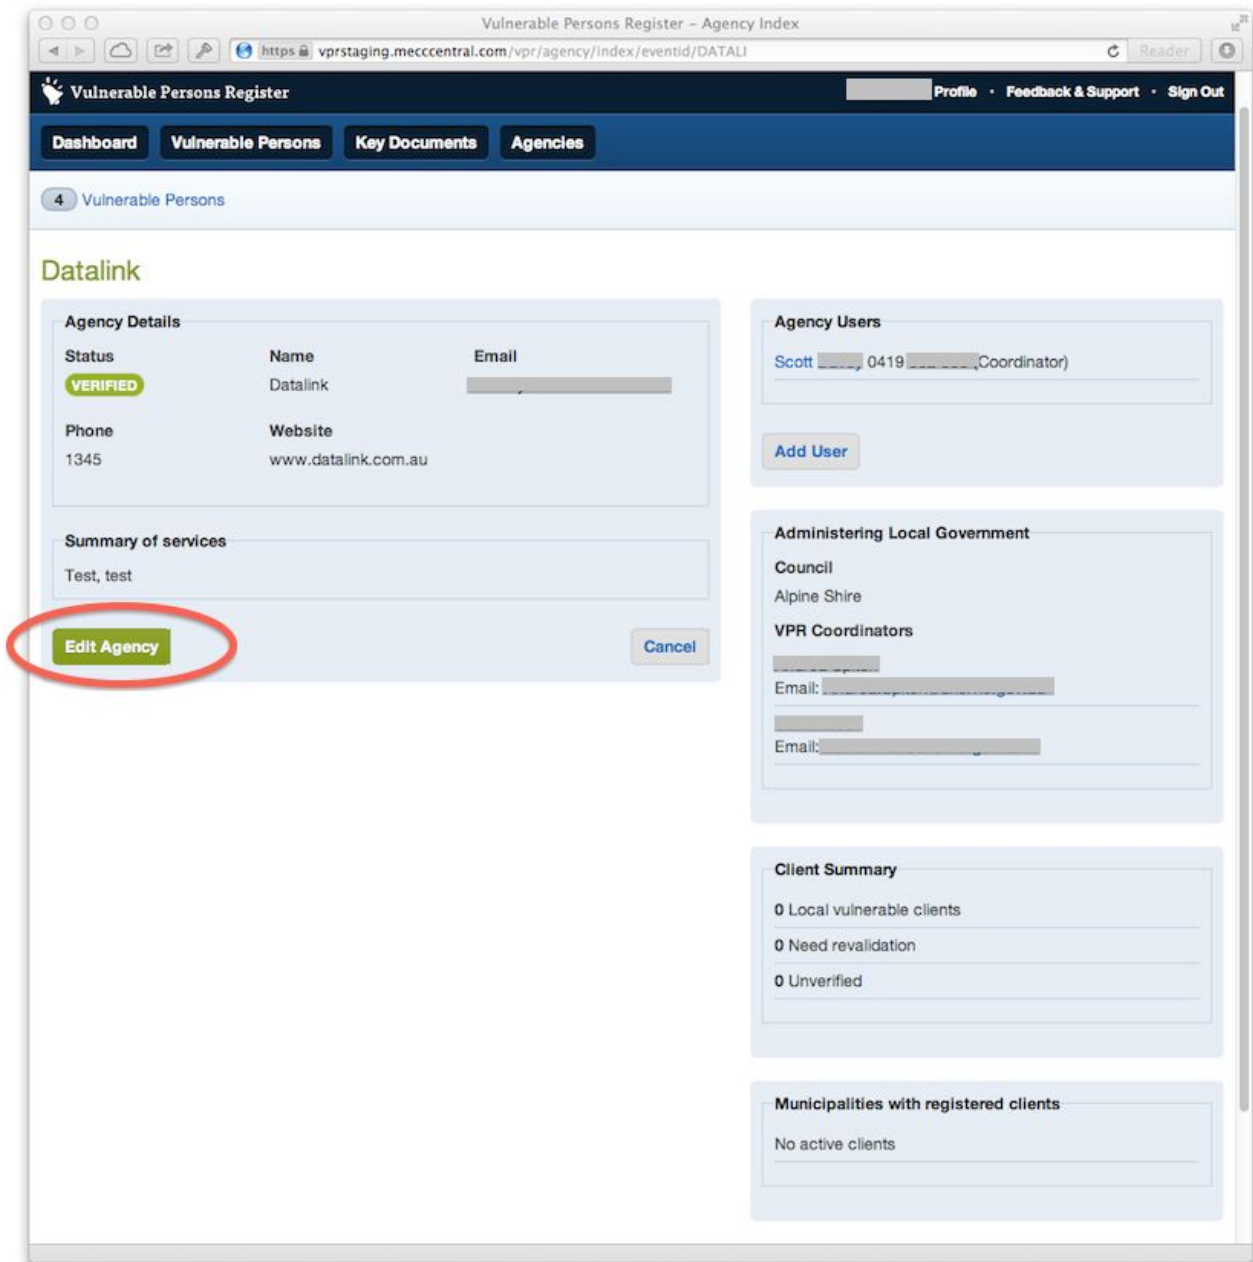 Vulnerable Persons Register – Agency Index
https vprstaging.mecccentral.com/vpr/agency/index/eventid/DATALI
Reader
Vulnerable Persons Register
Profile · Feedback & Support · Sign Out
Dashboard Vulnerable Persons Key Documents Agencies
4 Vulnerable Persons
Datalink
Agency Details
Status Name Email
VERIFIED Datalink
Phone Website
1345 www.datalink.com.au
Summary of services
Test, test
Edit Agency Cancel
Agency Users
Scott 0419 (Coordinator)
Add User
Administering Local Government
Council
Alpine Shire
VPR Coordinators
Email:
Email:
Client Summary
0 Local vulnerable clients
0 Need revalidation
0 Unverified
Municipalities with registered clients
No active clients